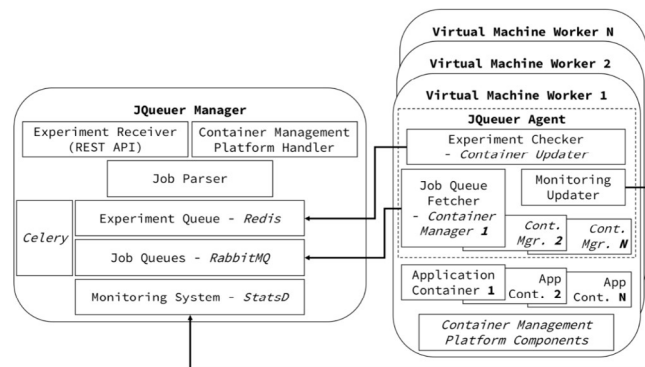 Virtual Machine Worker N
Virtual Machine Worker 2
Virtual Machine Worker 1
JQueuer Manager
Experiment Receiver
(REST API)
Container Management
Platform Handler
Job Parser
Celery
Experiment Queue - Redis
Job Queues - RabbitMQ
Monitoring System - StatsD
JQueuer Agent
Experiment Checker
- Container Updater
Job Queue
Fetcher
- Container
Manager 1
Monitoring
Updater
Cont.
Mgr. 2
Cont.
Mgr. N
Application
Container 1
App
Cont. 2
App
Cont. N
Container Management
Platform Components